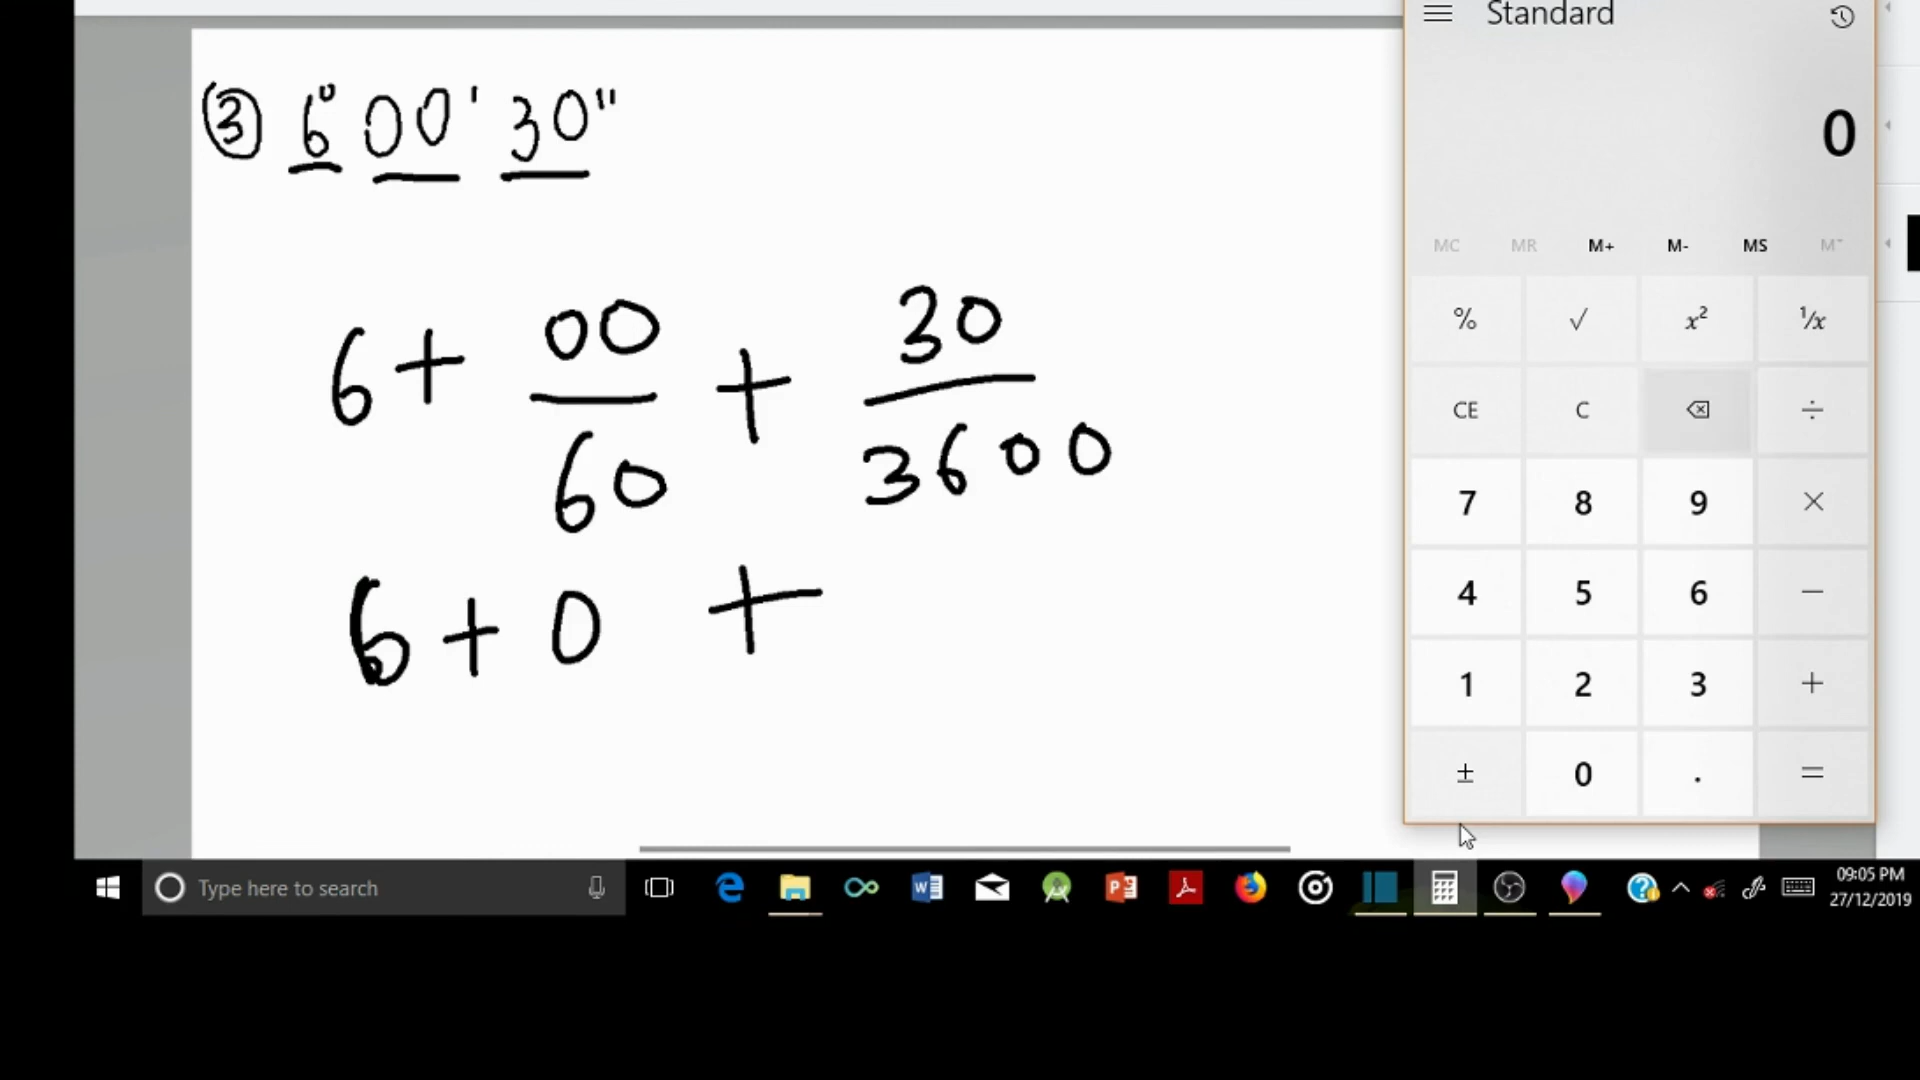 Standard
③ 6° 00' 30"
0
MC MR M+ M- MS M˅
6 + 00/60 + 30/3600
% √ x² ¹/x
CE C ⌫ ÷
7 8 9 ×
6 + 0 +
4 5 6 −
1 2 3 +
± 0 . =
Type here to search
09:05 PM
27/12/2019